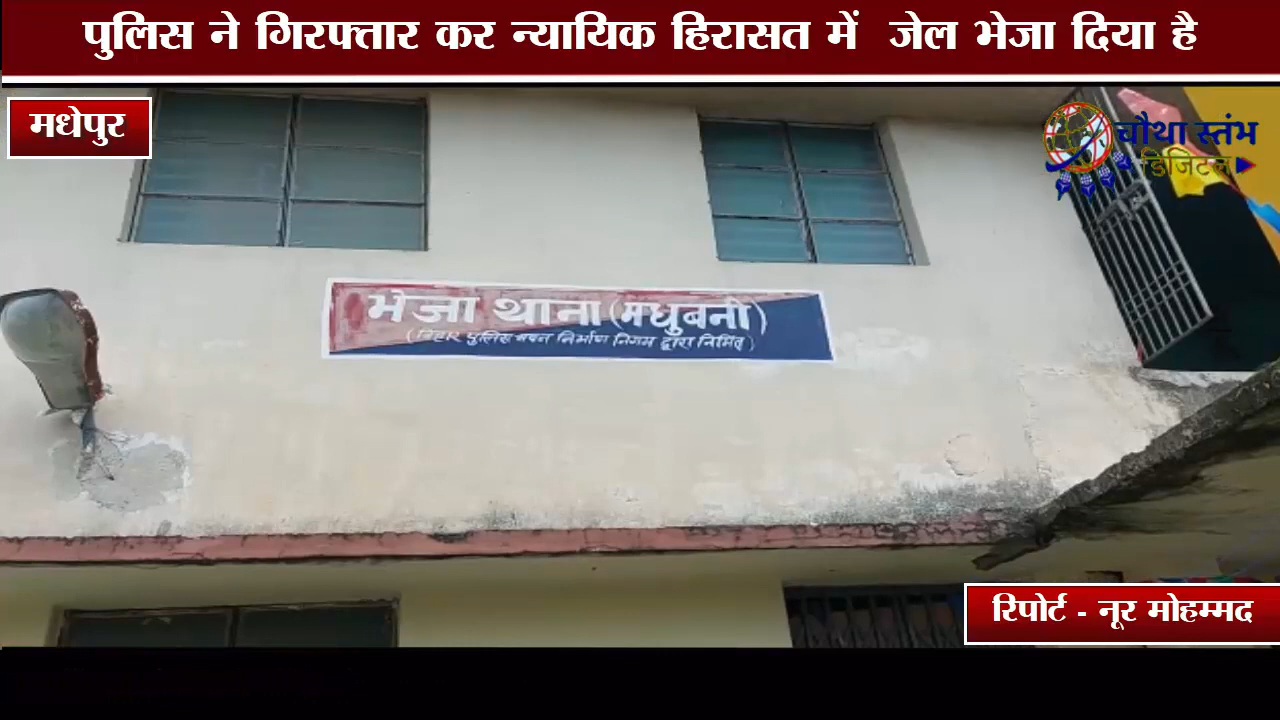 पुलिस ने गिरफ्तार कर न्यायिक हिरासत में जेल भेजा दिया है
मधेपुर
चौथा स्तंभ
डिजिटल
भेजा थाना (मधुबनी)
(बिहार पुलिस भवन निर्माण निगम द्वारा निर्मित)
रिपोर्ट - नूर मोहम्मद